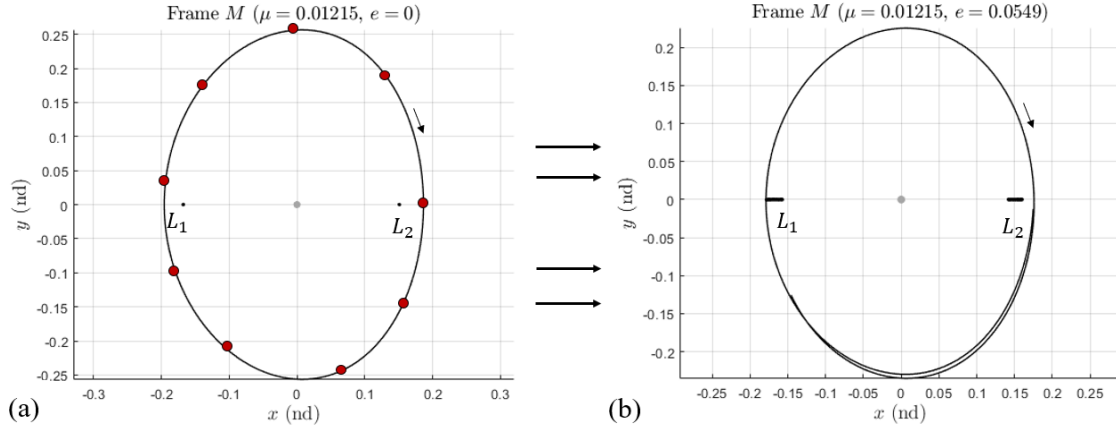 Frame M (μ = 0.01215, e = 0)
0.25
0.2
0.15
0.1
0.05
0
-0.05
-0.1
-0.15
-0.2
-0.25
y (nd)
L₁
L₂
-0.3 -0.2 -0.1 0 0.1 0.2 0.3
x (nd)
(a)
Frame M (μ = 0.01215, e = 0.0549)
0.2
0.15
0.1
0.05
0
-0.05
-0.1
-0.15
-0.2
y (nd)
L₁
L₂
-0.25 -0.2 -0.15 -0.1 -0.05 0 0.05 0.1 0.15 0.2 0.25
x (nd)
(b)